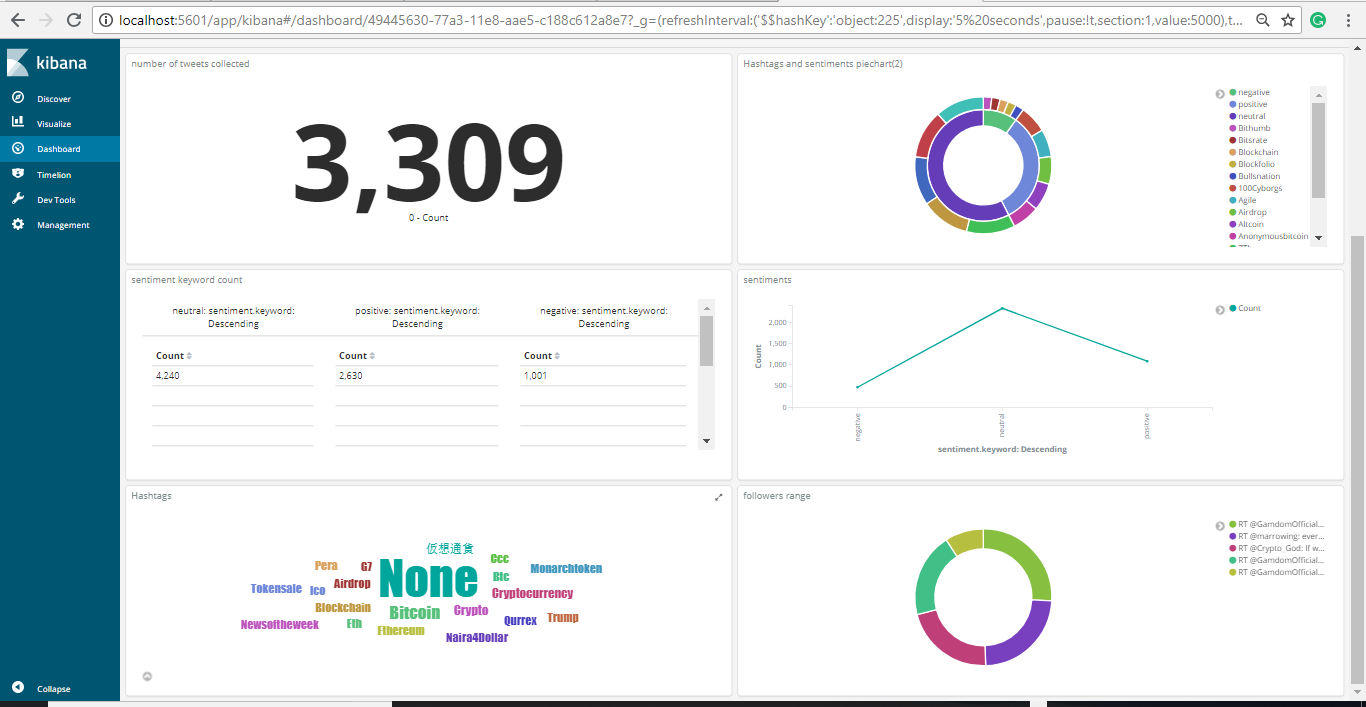 localhost:5601/app/kibana#/dashboard/49445630-77a3-11e8-aae5-c188c612a8e7?_g=(refreshInterval:('$$hashKey':'object:225',display:'5%20seconds',pause:!t,section:1,value:5000),t...
kibana
Discover
Visualize
Dashboard
Timelion
Dev Tools
Management
Collapse
number of tweets collected
3,309
0 - Count
Hashtags and sentiments piechart(2)
negative
positive
neutral
Bithumb
Bitsrate
Blockchain
Blockfolio
Bullsnation
100Cyborgs
Agile
Airdrop
Altcoin
Anonymousbitcoin
sentiment keyword count
neutral: sentiment.keyword:
Descending
positive: sentiment.keyword:
Descending
negative: sentiment.keyword:
Descending
Count
Count
Count
4,240
2,630
1,001
sentiments
Count
2,000
1,500
1,000
500
0
Count
negative
neutral
positive
sentiment.keyword: Descending
Hashtags
仮想通貨
Ccc
Pera
G7
Monarchtoken
None
Btc
Airdrop
Tokensale
Ico
Cryptocurrency
Blockchain
Bitcoin
Crypto
Qurrex
Trump
Newsoftheweek
Eth
Ethereum
Naira4Dollar
followers range
RT @GamdomOfficial...
RT @marrowing: ever...
RT @Crypto_God: If w...
RT @GamdomOfficial...
RT @GamdomOfficial...